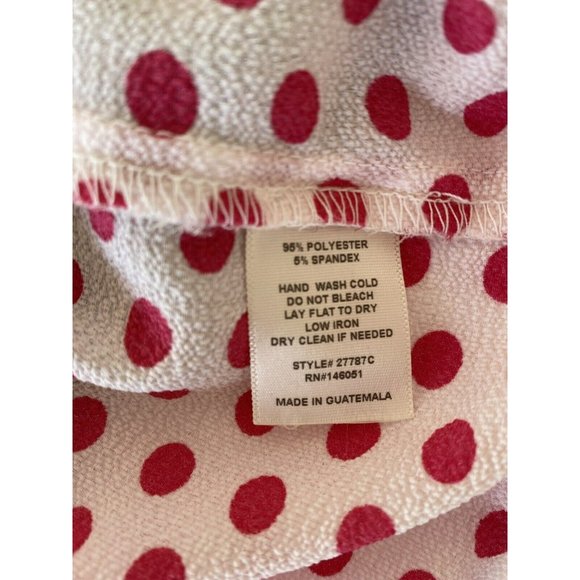 95% POLYESTER
5% SPANDEX
HAND WASH COLD
DO NOT BLEACH
LAY FLAT TO DRY
LOW IRON
DRY CLEAN IF NEEDED
STYLE# 27787C
RN#146051
MADE IN GUATEMALA